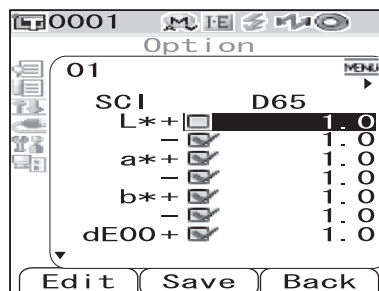 0001 M I·E
Option
01 MENU
SCI D65
L*+ 1.0
− 1.0
a*+ 1.0
− 1.0
b*+ 1.0
− 1.0
dE00+ 1.0
Edit Save Back